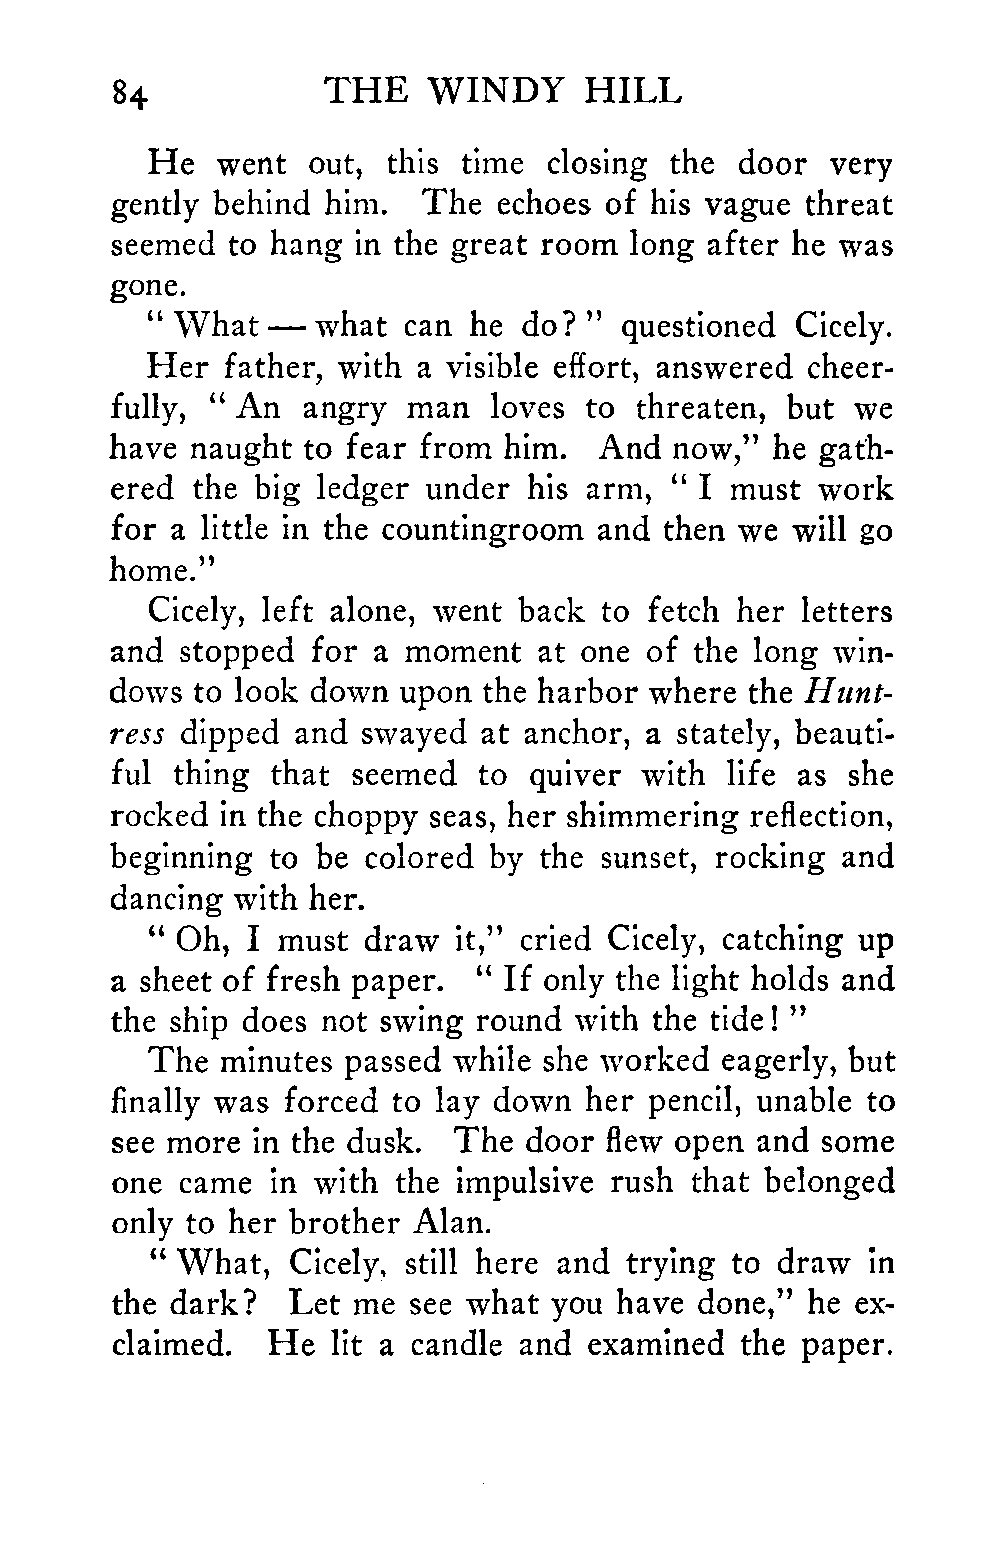 84 THE WINDY HILL
He went out, this time closing the door very
gently behind him. The echoes of his vague threat
seemed to hang in the great room long after he was
gone.
“ What — what can he do? ” questioned Cicely.
Her father, with a visible effort, answered cheer-
fully, “ An angry man loves to threaten, but we
have naught to fear from him. And now,” he gath-
ered the big ledger under his arm, “ I must work
for a little in the countingroom and then we will go
home.”
Cicely, left alone, went back to fetch her letters
and stopped for a moment at one of the long win-
dows to look down upon the harbor where the Hunt-
ress dipped and swayed at anchor, a stately, beauti-
ful thing that seemed to quiver with life as she
rocked in the choppy seas, her shimmering reflection,
beginning to be colored by the sunset, rocking and
dancing with her.
“ Oh, I must draw it,” cried Cicely, catching up
a sheet of fresh paper. “ If only the light holds and
the ship does not swing round with the tide! ”
The minutes passed while she worked eagerly, but
finally was forced to lay down her pencil, unable to
see more in the dusk. The door flew open and some
one came in with the impulsive rush that belonged
only to her brother Alan.
“ What, Cicely, still here and trying to draw in
the dark? Let me see what you have done,” he ex-
claimed. He lit a candle and examined the paper.